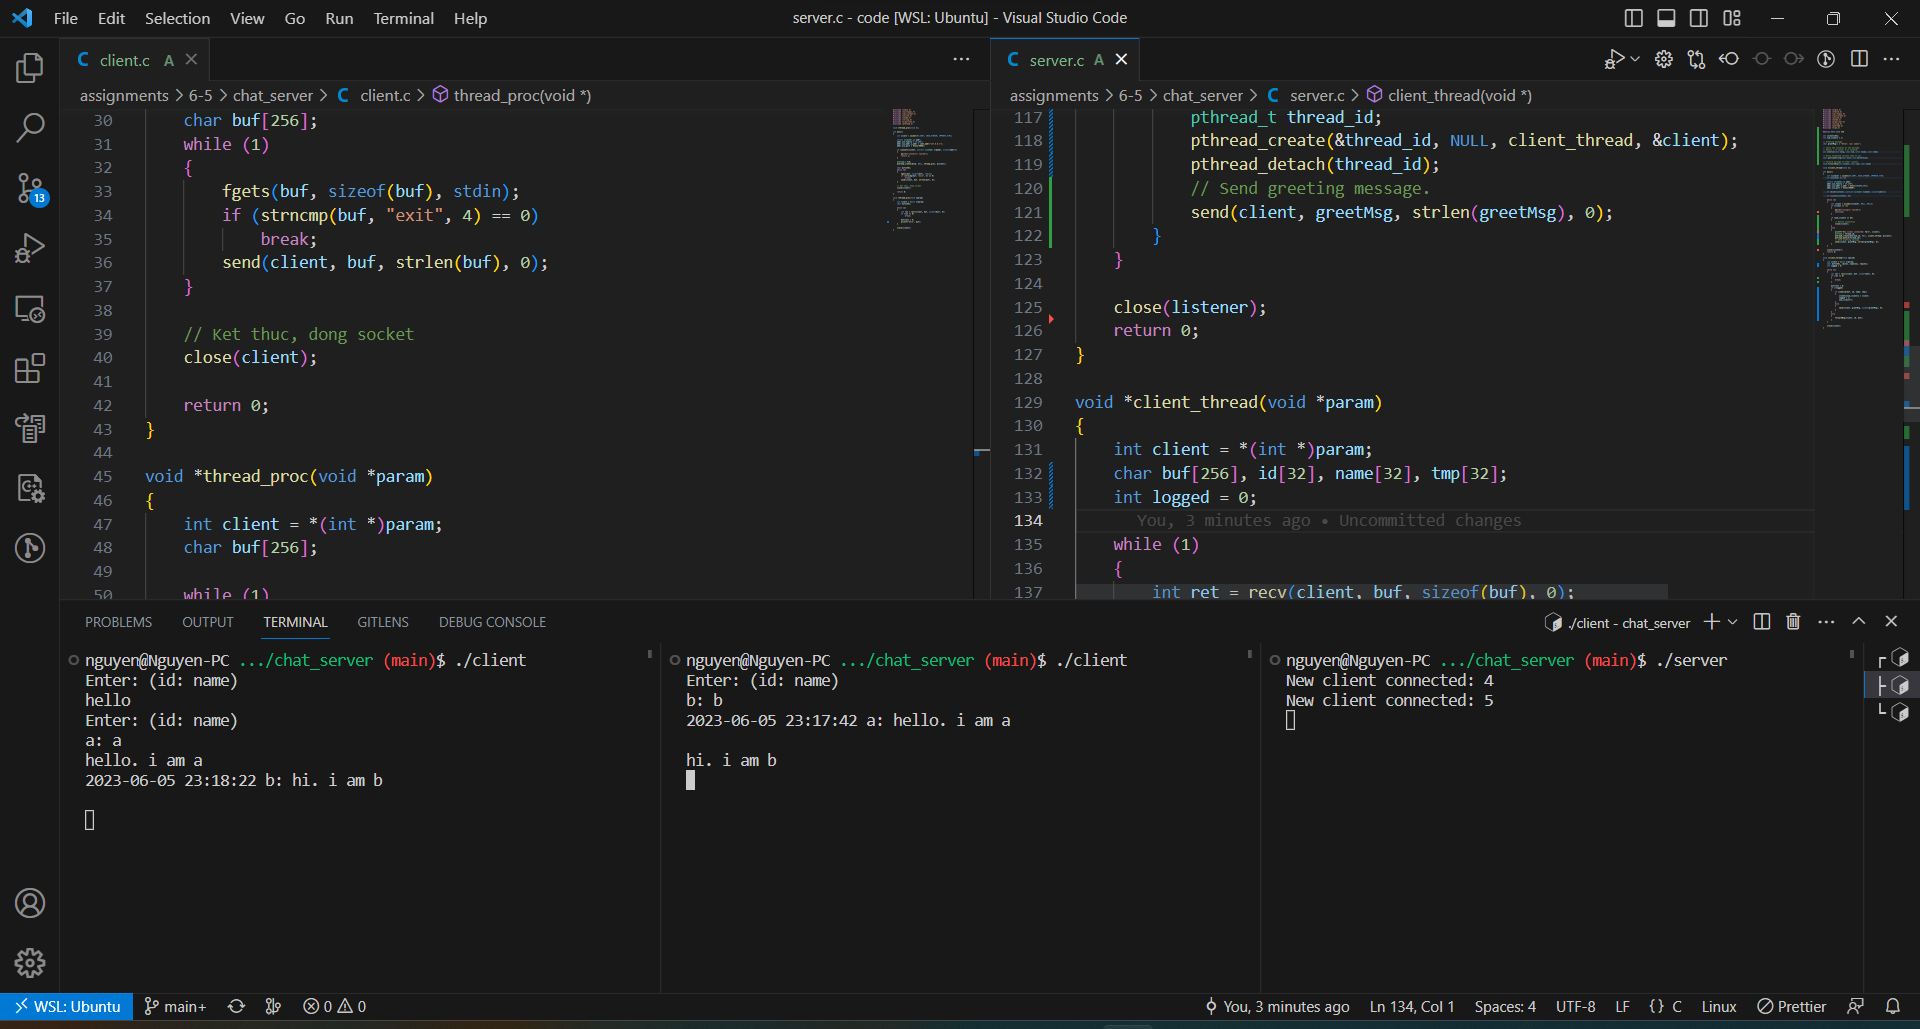 File Edit Selection View Go Run Terminal Help
server.c - code [WSL: Ubuntu] - Visual Studio Code
client.c A
assignments > 6-5 > chat_server > C client.c > thread_proc(void *)
30 char buf[256];
31 while (1)
32 {
33 fgets(buf, sizeof(buf), stdin);
34 if (strncmp(buf, "exit", 4) == 0)
35 break;
36 send(client, buf, strlen(buf), 0);
37 }
38
39 // Ket thuc, dong socket
40 close(client);
41
42 return 0;
43 }
44
45 void *thread_proc(void *param)
46 {
47 int client = *(int *)param;
48 char buf[256];
49
50 while (1)
C server.c A
assignments > 6-5 > chat_server > C server.c > client_thread(void *)
117 pthread_t thread_id;
118 pthread_create(&thread_id, NULL, client_thread, &client);
119 pthread_detach(thread_id);
120 // Send greeting message.
121 send(client, greetMsg, strlen(greetMsg), 0);
122 }
123 }
124
125 close(listener);
126 return 0;
127 }
128
129 void *client_thread(void *param)
130 {
131 int client = *(int *)param;
132 char buf[256], id[32], name[32], tmp[32];
133 int logged = 0;
134 You, 3 minutes ago • Uncommitted changes
135 while (1)
136 {
137 int ret = recv(client, buf, sizeof(buf), 0);
13
PROBLEMS OUTPUT TERMINAL GITLENS DEBUG CONSOLE
./client - chat_server
nguyen@Nguyen-PC .../chat_server (main)$ ./client
Enter: (id: name)
hello
Enter: (id: name)
a: a
hello. i am a
2023-06-05 23:18:22 b: hi. i am b
nguyen@Nguyen-PC .../chat_server (main)$ ./client
Enter: (id: name)
b: b
2023-06-05 23:17:42 a: hello. i am a
hi. i am b
nguyen@Nguyen-PC .../chat_server (main)$ ./server
New client connected: 4
New client connected: 5
WSL: Ubuntu main+ 0 0
You, 3 minutes ago Ln 134, Col 1 Spaces: 4 UTF-8 LF {} C Linux Prettier